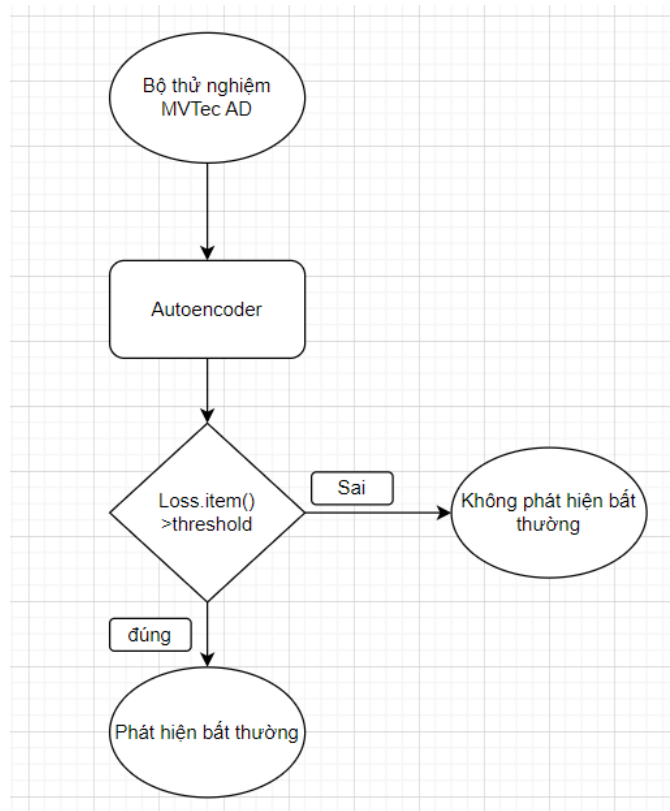 Bộ thử nghiệm
MVTec AD
Autoencoder
Loss.item()
>threshold
Sai
Không phát hiện bất
thường
đúng
Phát hiện bất thường